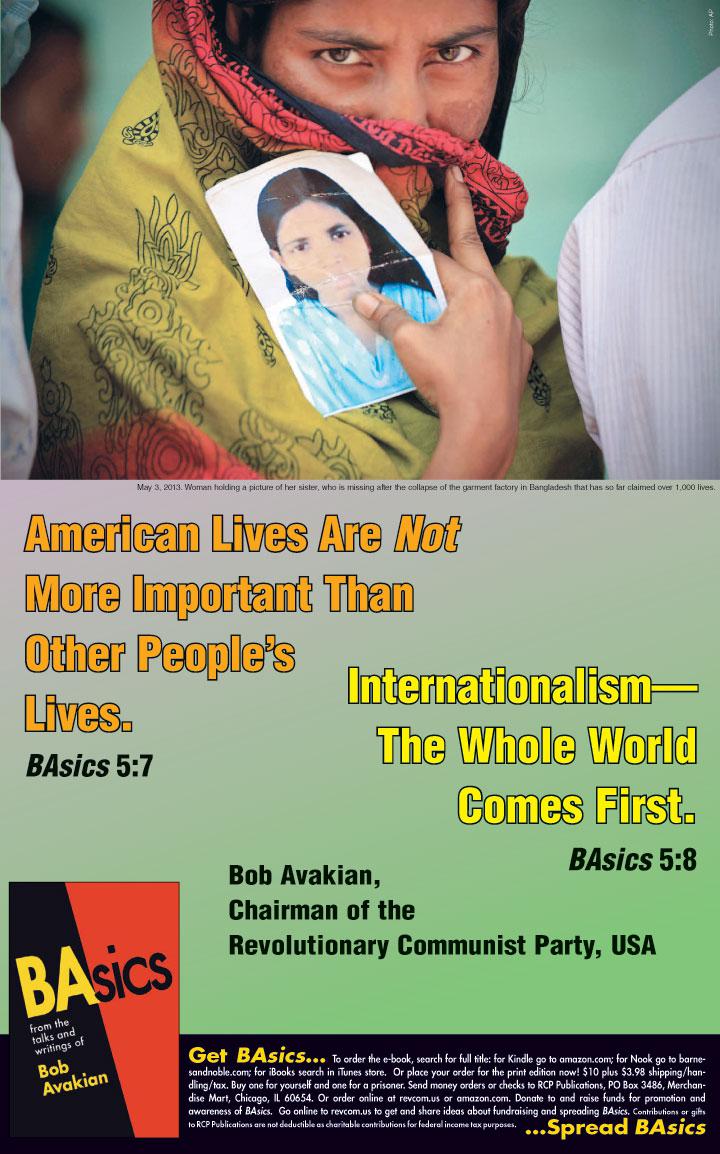 Photo: AP
May 3, 2013. Woman holding a picture of her sister, who is missing after the collapse of the garment factory in Bangladesh that has so far claimed over 1,000 lives.
American Lives Are Not
More Important Than
Other People's
Lives.
BAsics 5:7
Internationalism—
The Whole World
Comes First.
BAsics 5:8
Bob Avakian,
Chairman of the
Revolutionary Communist Party, USA
BAsics
from the
talks and
writings of
Bob
Avakian
Get BAsics... To order the e-book, search for full title: for Kindle go to amazon.com; for Nook go to barne-
sandnoble.com; for iBooks search in iTunes store. Or place your order for the print edition now! $10 plus $3.98 shipping/han-
dling/tax. Buy one for yourself and one for a prisoner. Send money orders or checks to RCP Publications, PO Box 3486, Merchan-
dise Mart, Chicago, IL 60654. Or order online at revcom.us or amazon.com. Donate to and raise funds for promotion and
awareness of BAsics. Go online to revcom.us to get and share ideas about fundraising and spreading BAsics. Contributions or gifts
to RCP Publications are not deductible as charitable contributions for federal income tax purposes. ...Spread BAsics